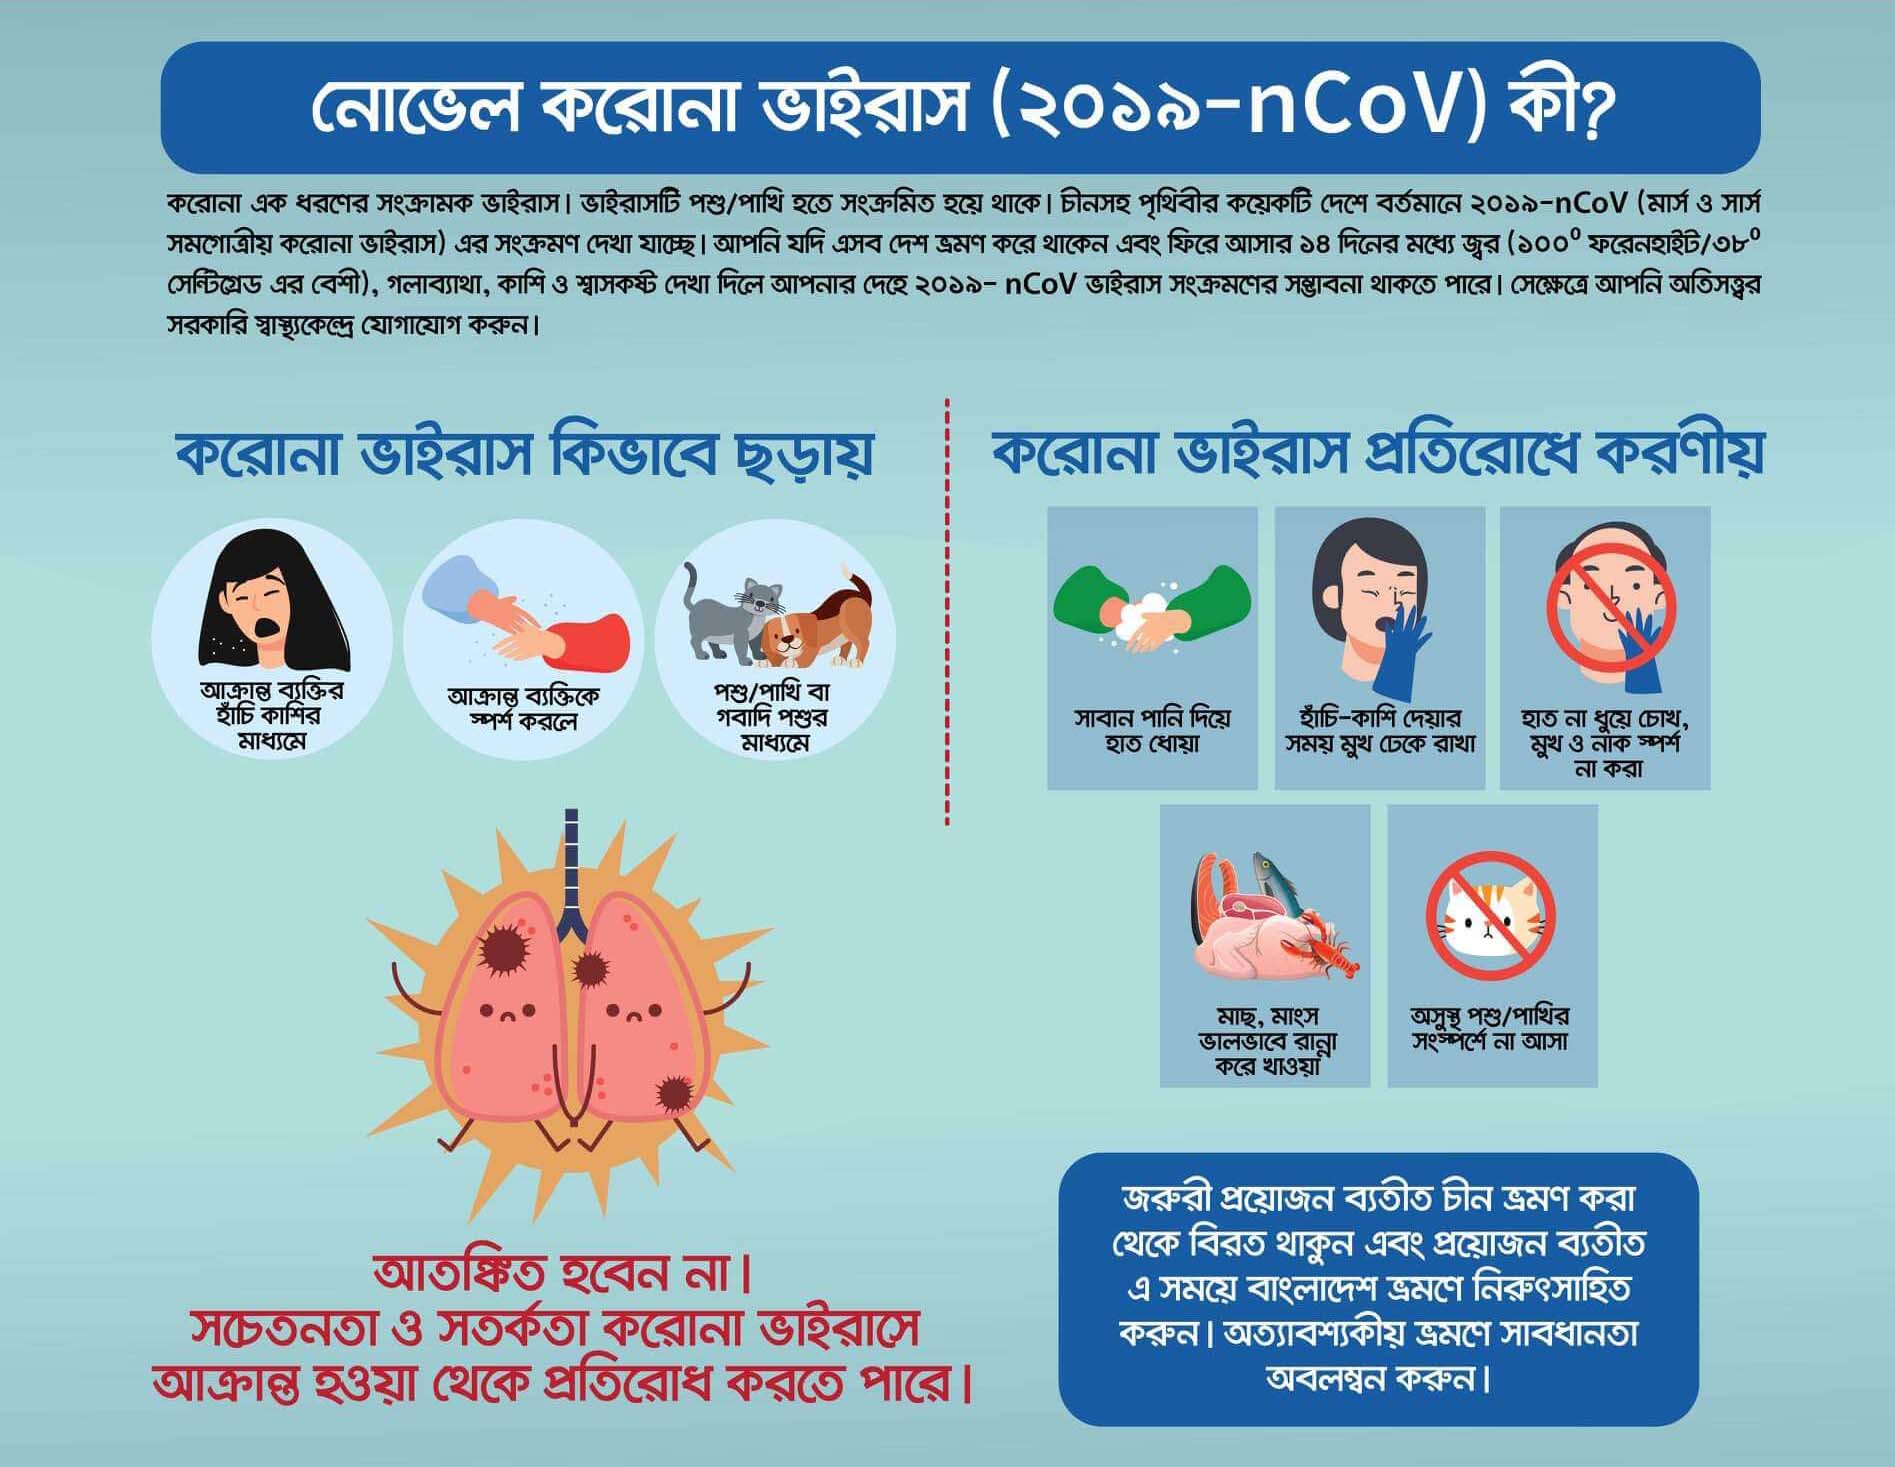 নোভেল করোনা ভাইরাস (২০১৯-nCoV) কী?
করোনা এক ধরণের সংক্রামক ভাইরাস। ভাইরাসটি পশু/পাখি হতে সংক্রমিত হয়ে থাকে। চীনসহ পৃথিবীর কয়েকটি দেশে বর্তমানে ২০১৯-nCoV (মার্স ও সার্স
সমগোত্রীয় করোনা ভাইরাস) এর সংক্রমণ দেখা যাচ্ছে। আপনি যদি এসব দেশ ভ্রমণ করে থাকেন এবং ফিরে আসার ১৪ দিনের মধ্যে জ্বর (১০০⁰ ফরেনহাইট/৩৮⁰
সেন্টিগ্রেড এর বেশী), গলাব্যাথা, কাশি ও শ্বাসকষ্ট দেখা দিলে আপনার দেহে ২০১৯- nCoV ভাইরাস সংক্রমণের সম্ভাবনা থাকতে পারে। সেক্ষেত্রে আপনি অতিসত্ত্বর
সরকারি স্বাস্থ্যকেন্দ্রে যোগাযোগ করুন।
করোনা ভাইরাস কিভাবে ছড়ায়
আক্রান্ত ব্যক্তির
হাঁচি কাশির
মাধ্যমে
আক্রান্ত ব্যক্তিকে
স্পর্শ করলে
পশু/পাখি বা
গবাদি পশুর
মাধ্যমে
করোনা ভাইরাস প্রতিরোধে করণীয়
সাবান পানি দিয়ে
হাত ধোয়া
হাঁচি-কাশি দেয়ার
সময় মুখ ঢেকে রাখা
হাত না ধুয়ে চোখ,
মুখ ও নাক স্পর্শ
না করা
মাছ, মাংস
ভালভাবে রান্না
করে খাওয়া
অসুস্থ পশু/পাখির
সংস্পর্শে না আসা
আতঙ্কিত হবেন না।
সচেতনতা ও সতর্কতা করোনা ভাইরাসে
আক্রান্ত হওয়া থেকে প্রতিরোধ করতে পারে।
জরুরী প্রয়োজন ব্যতীত চীন ভ্রমণ করা
থেকে বিরত থাকুন এবং প্রয়োজন ব্যতীত
এ সময়ে বাংলাদেশ ভ্রমণে নিরুৎসাহিত
করুন। অত্যাবশ্যকীয় ভ্রমণে সাবধানতা
অবলম্বন করুন।